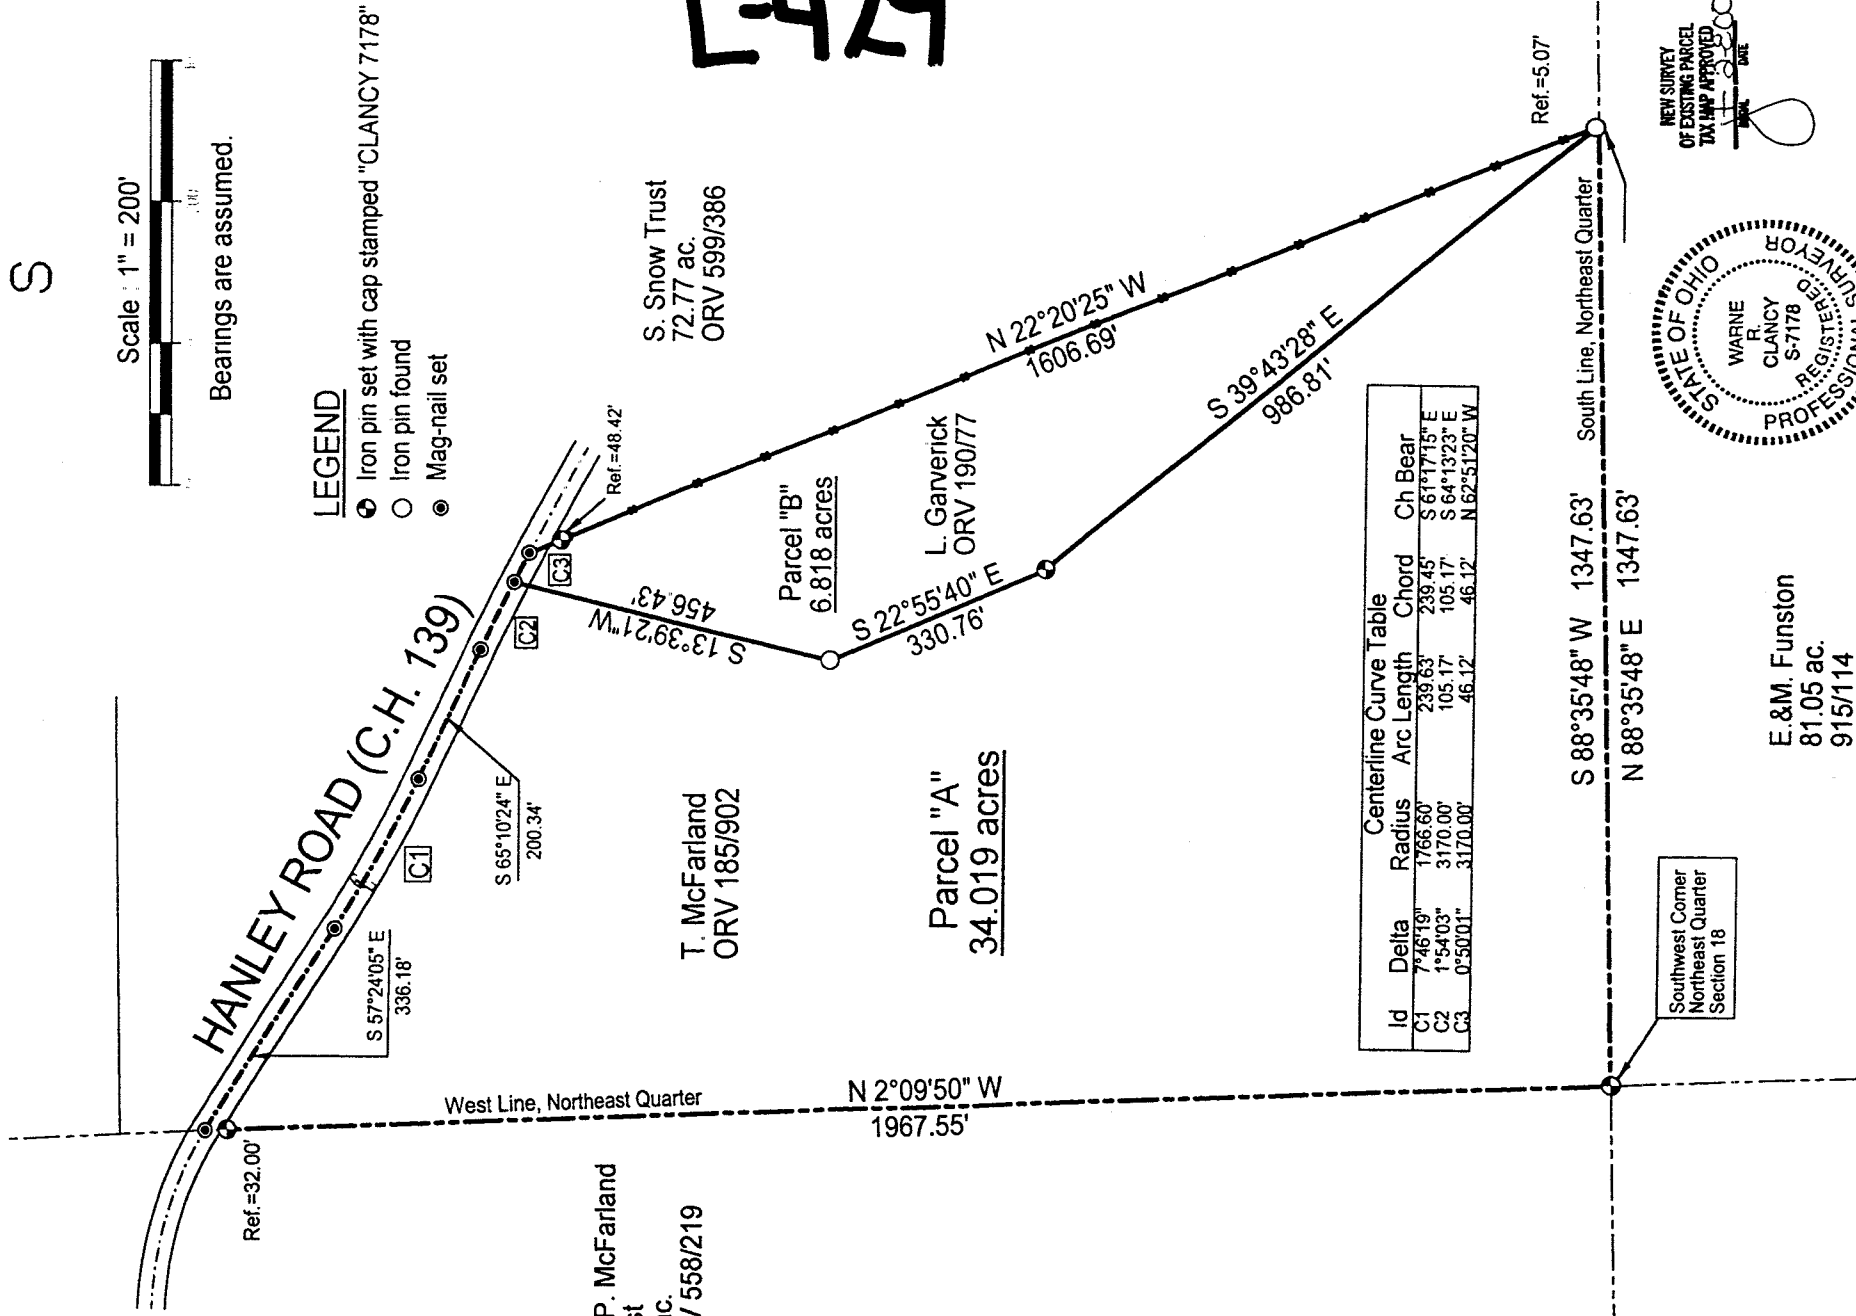 L-429
S
Scale : 1" = 200'
Bearings are assumed.
LEGEND
Iron pin set with cap stamped "CLANCY 7178"
Iron pin found
Mag-nail set
HANLEY ROAD (C.H. 139)
S 57°24'05" E
336.18'
C1
S 65°10'24" E
200.34'
C2
C3
Ref.=48.42'
Ref.=32.00'
West Line, Northeast Quarter
N 2°09'50" W
1967.55'
P. McFarland
558/219
T. McFarland
ORV 185/902
Parcel "A"
34.019 acres
S 13°39'21"W
456.43'
S 22°55'40" E
330.76'
Parcel "B"
6.818 acres
L. Garverick
ORV 190/77
S. Snow Trust
72.77 ac.
ORV 599/386
N 22°20'25" W
1606.69'
S 39°43'28" E
986.81'
Ref.=5.07'
Centerline Curve Table
Id Delta Radius Arc Length Chord Ch Bear
C1 7°46'19" 1766.60' 239.63' 239.45' S 61°17'15" E
C2 1°54'03" 3170.00' 105.17' 105.17' S 64°13'23" E
C3 0°50'01" 3170.00' 46.12' 46.12' N 62°51'20" W
South Line, Northeast Quarter
S 88°35'48" W 1347.63'
N 88°35'48" E 1347.63'
Southwest Corner
Northeast Quarter
Section 18
E.&M. Funston
81.05 ac.
915/114
STATE OF OHIO
WARNE
R.
CLANCY
S-7178
REGISTERED
PROFESSIONAL SURVEYOR
NEW SURVEY
OF EXISTING PARCEL
TAX MAP APPROVED
DATE